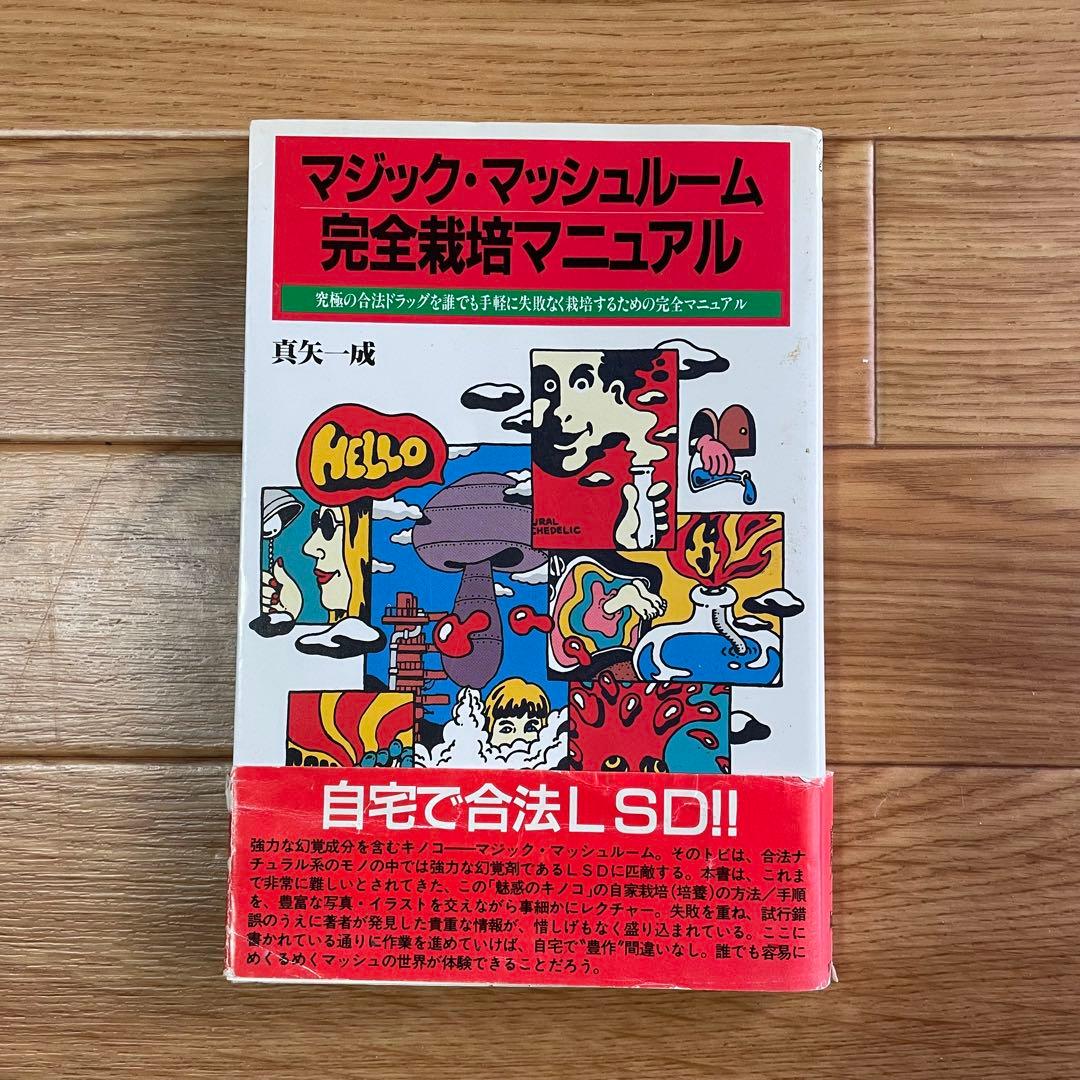 マジック・マッシュルーム
完全栽培マニュアル
究極の合法ドラッグを誰でも手軽に失敗なく栽培するための完全マニュアル
真矢一成
HELLO
URAL
CHEDELIC
自宅で合法LSD!!
強力な幻覚成分を含むキノコ――マジック・マッシュルーム。そのトビは、合法ナ
チュラル系のモノの中では強力な幻覚剤であるLSDに匹敵する。本書は、これま
で非常に難しいとされてきた、この「魅惑のキノコ」の自家栽培(培養)の方法/手順
を、豊富な写真・イラストを交えながら事細かにレクチャー。失敗を重ね、試行錯
誤のうえに著者が発見した貴重な情報が、惜しげもなく盛り込まれている。ここに
書かれている通りに作業を進めていけば、自宅で〝豊作〟間違いなし。誰でも容易に
めくるめくマッシュの世界が体験できることだろう。